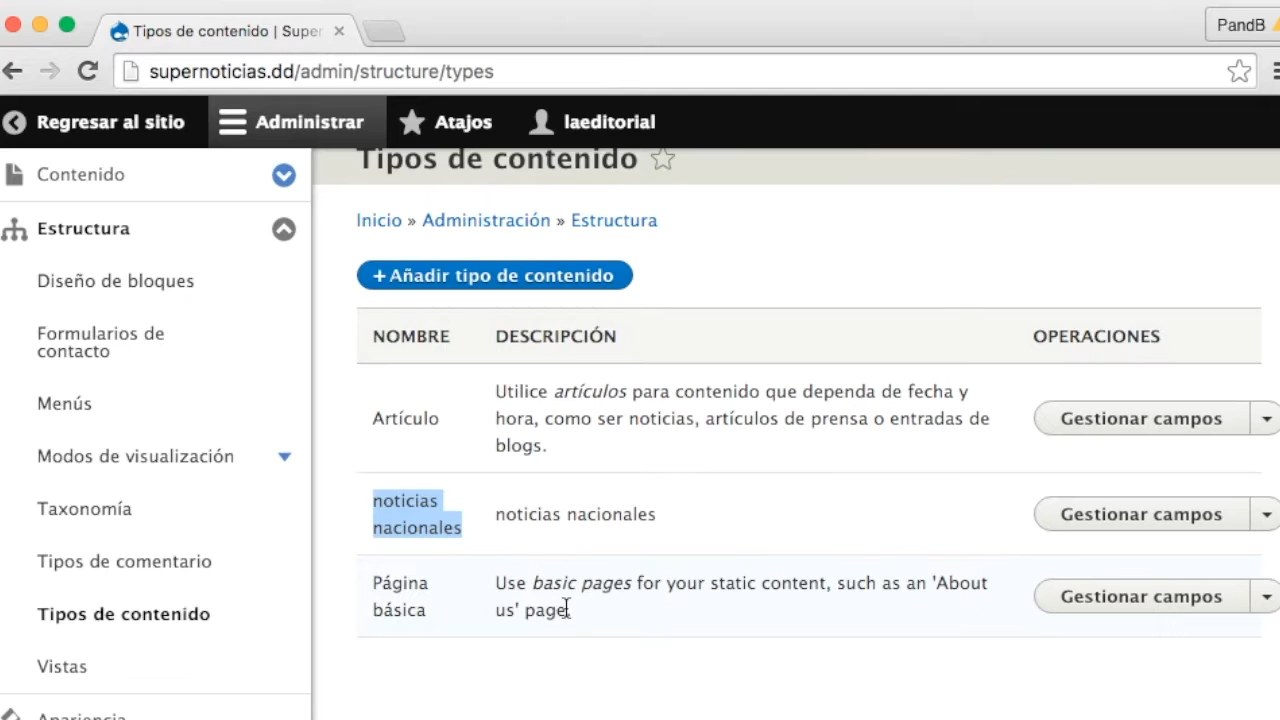 Tipos de contenido | Super
PandB
supernoticias.dd/admin/structure/types
Regresar al sitio
Administrar
Atajos
laeditorial
Contenido
Estructura
Diseño de bloques
Formularios de
contacto
Menús
Modos de visualización
Taxonomía
Tipos de comentario
Tipos de contenido
Vistas
Apariencia
Tipos de contenido
Inicio » Administración » Estructura
+ Añadir tipo de contenido
NOMBRE DESCRIPCIÓN OPERACIONES
Utilice artículos para contenido que dependa de fecha y
Artículo hora, como ser noticias, artículos de prensa o entradas de Gestionar campos
blogs.
noticias
nacionales
noticias nacionales
Gestionar campos
Página
básica
Use basic pages for your static content, such as an 'About
us' page.
Gestionar campos